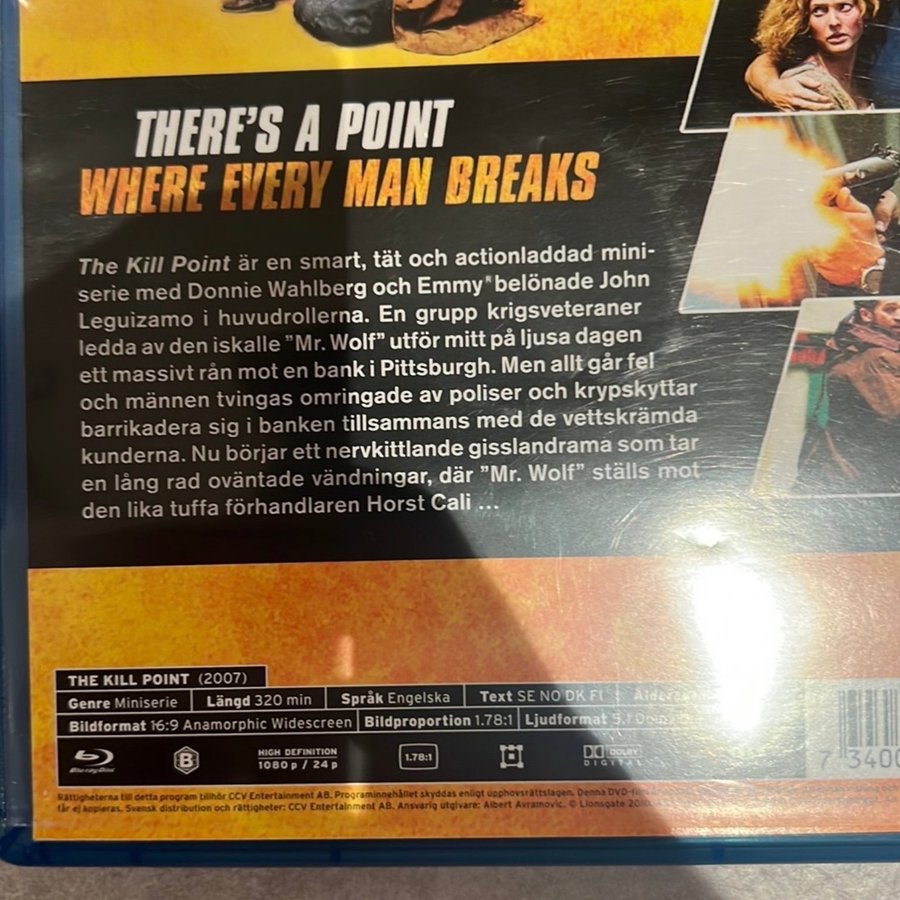 THERE'S A POINT
WHERE EVERY MAN BREAKS
The Kill Point är en smart, tät och actionladdad mini-
serie med Donnie Wahlberg och Emmy® belönade John
Leguizamo i huvudrollerna. En grupp krigsveteraner
ledda av den iskalle ”Mr. Wolf” utför mitt på ljusa dagen
ett massivt rån mot en bank i Pittsburgh. Men allt går fel
och männen tvingas omringade av poliser och krypskyttar
barrikadera sig i banken tillsammans med de vettskrämda
kunderna. Nu börjar ett nervkittlande gisslandrama som tar
en lång rad oväntade vändningar, där ”Mr. Wolf” ställs mot
den lika tuffa förhandlaren Horst Cali ...
THE KILL POINT (2007)
Genre Miniserie Längd 320 min Språk Engelska Text SE NO DK FI
Bildformat 16:9 Anamorphic Widescreen Bildproportion 1.78:1 Ljudformat 5.1
Blu-ray Disc B HIGH DEFINITION 1080p / 24p 1.78:1 DOLBY DIGITAL
7 340
Rättigheterna till detta program tillhör CCV Entertainment AB. Programinnehållet skyddas enligt upphovsrättslagen. Denna DVD-film
får ej kopieras. Svensk distribution och rättigheter: CCV Entertainment AB. Ansvarig utgivare: Albert Avramovic. © Lionsgate